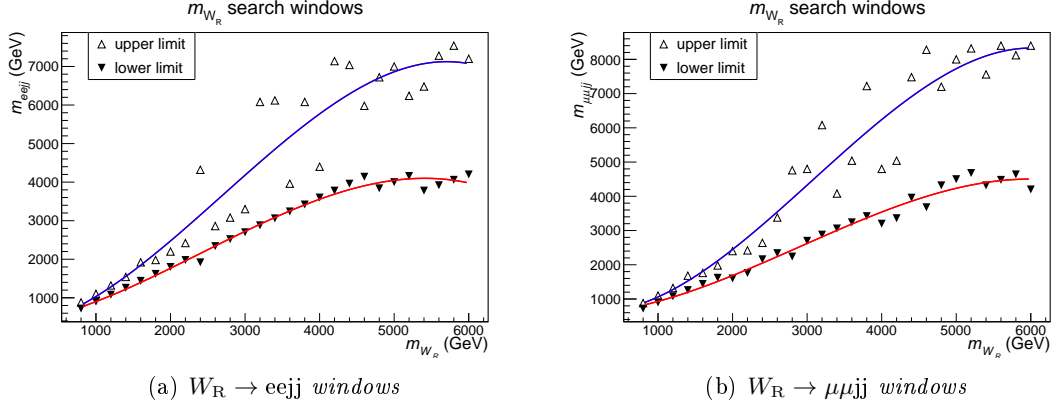 m_{W_R} search windows
m_{eejj} (GeV)
△ upper limit
▼ lower limit
7000
6000
5000
4000
3000
2000
1000
1000 2000 3000 4000 5000 6000
m_{W_R} (GeV)
(a) W_R → eejj windows
m_{W_R} search windows
m_{μμjj} (GeV)
△ upper limit
▼ lower limit
8000
7000
6000
5000
4000
3000
2000
1000
1000 2000 3000 4000 5000 6000
m_{W_R} (GeV)
(b) W_R → μμjj windows